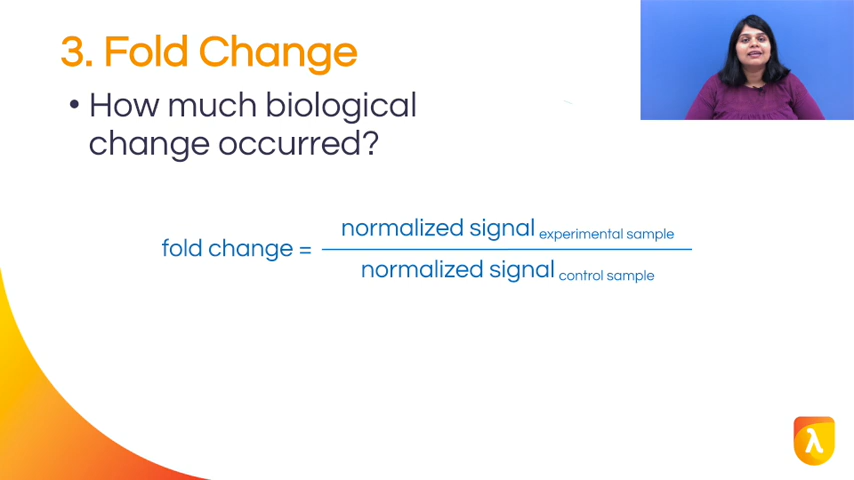 3. Fold Change
• How much biological
change occurred?
normalized signal experimental sample
fold change =
normalized signal control sample
λ